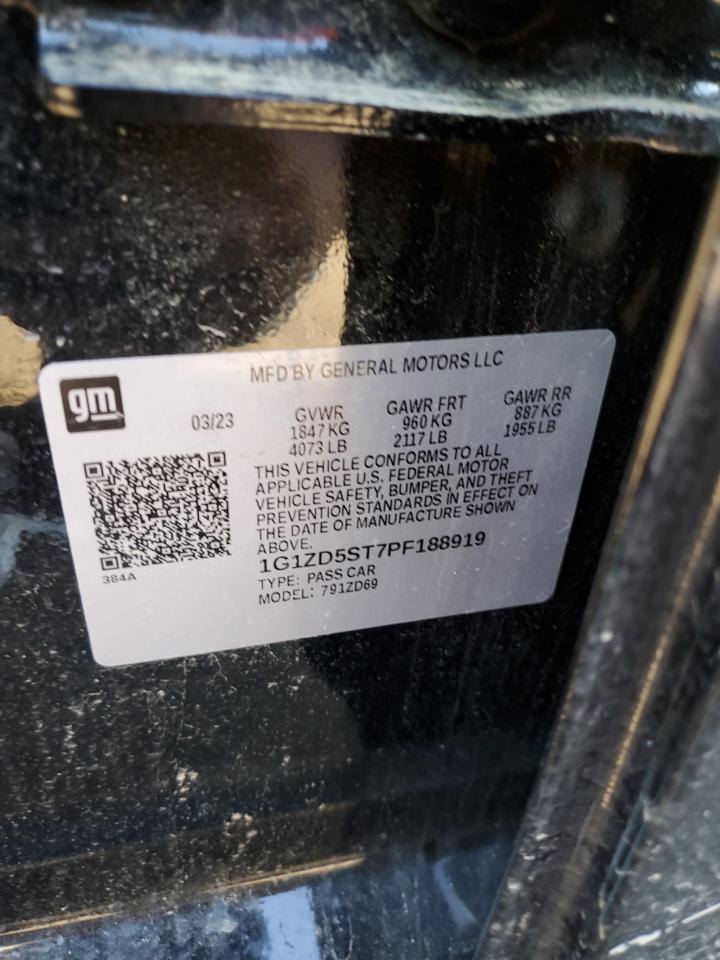 MFD BY GENERAL MOTORS LLC
gm
03/23
GVWR
1847 KG
4073 LB
GAWR FRT
960 KG
2117 LB
GAWR RR
887 KG
1955 LB
THIS VEHICLE CONFORMS TO ALL
APPLICABLE U.S. FEDERAL MOTOR
VEHICLE SAFETY, BUMPER, AND THEFT
PREVENTION STANDARDS IN EFFECT ON
THE DATE OF MANUFACTURE SHOWN
ABOVE.
384A
1G1ZD5ST7PF188919
TYPE: PASS CAR
MODEL: 791ZD69